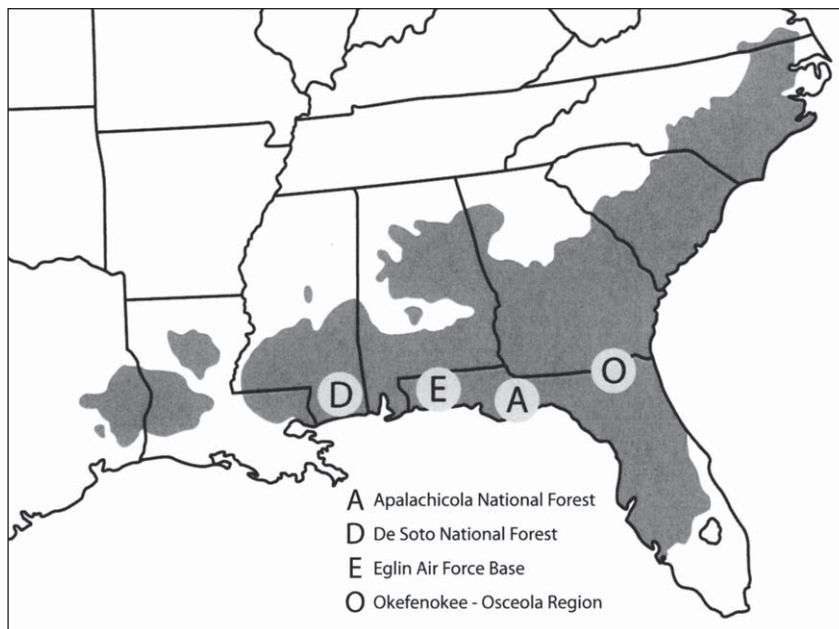 D
E
A
O
A Apalachicola National Forest
D De Soto National Forest
E Eglin Air Force Base
O Okefenokee - Osceola Region